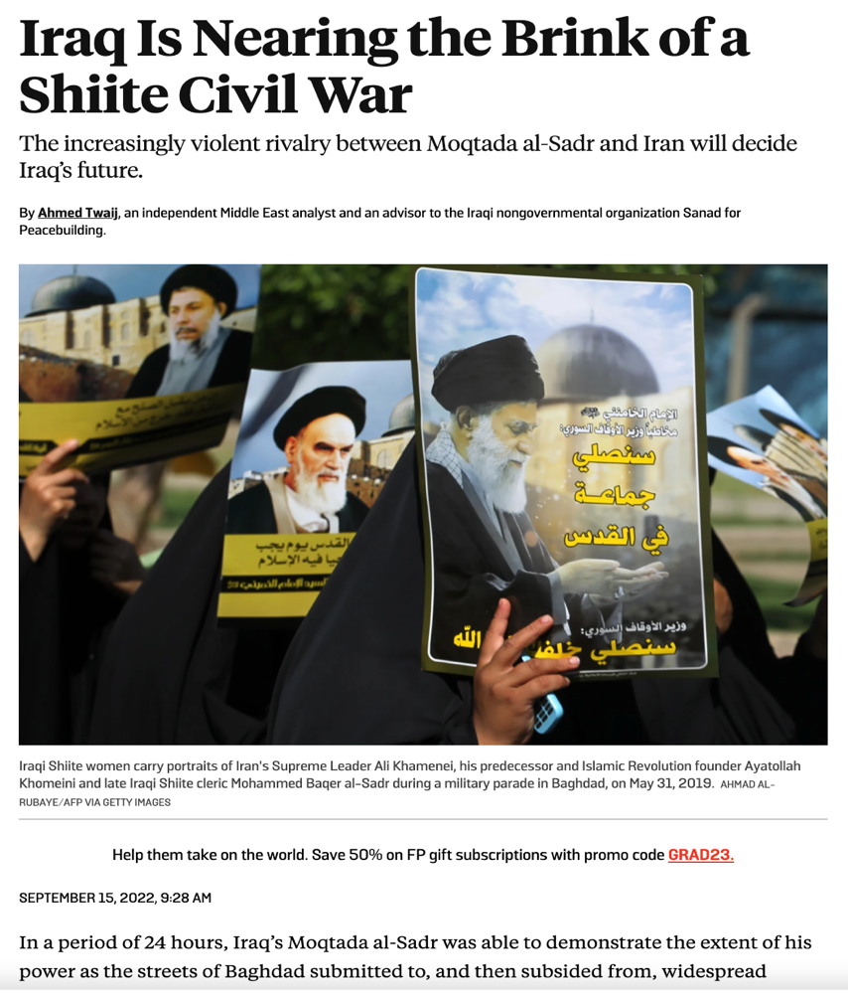 Iraq Is Nearing the Brink of a
Shiite Civil War
The increasingly violent rivalry between Moqtada al-Sadr and Iran will decide
Iraq's future.
By Ahmed Twaij, an independent Middle East analyst and an advisor to the Iraqi nongovernmental organization Sanad for
Peacebuilding.
القدس يوم يجب
فيه الإسلام
الإمام الخامنئي
مخاطباً وزير الأوقاف السوري:
سنصلي
جماعة
في القدس
وزير الأوقاف السوري:
سنصلي الله
Iraqi Shiite women carry portraits of Iran's Supreme Leader Ali Khamenei, his predecessor and Islamic Revolution founder Ayatollah
Khomeini and late Iraqi Shiite cleric Mohammed Baqer al-Sadr during a military parade in Baghdad, on May 31, 2019. AHMAD AL-
RUBAYE/AFP VIA GETTY IMAGES
Help them take on the world. Save 50% on FP gift subscriptions with promo code GRAD23.
SEPTEMBER 15, 2022, 9:28 AM
In a period of 24 hours, Iraq's Moqtada al-Sadr was able to demonstrate the extent of his
power as the streets of Baghdad submitted to, and then subsided from, widespread